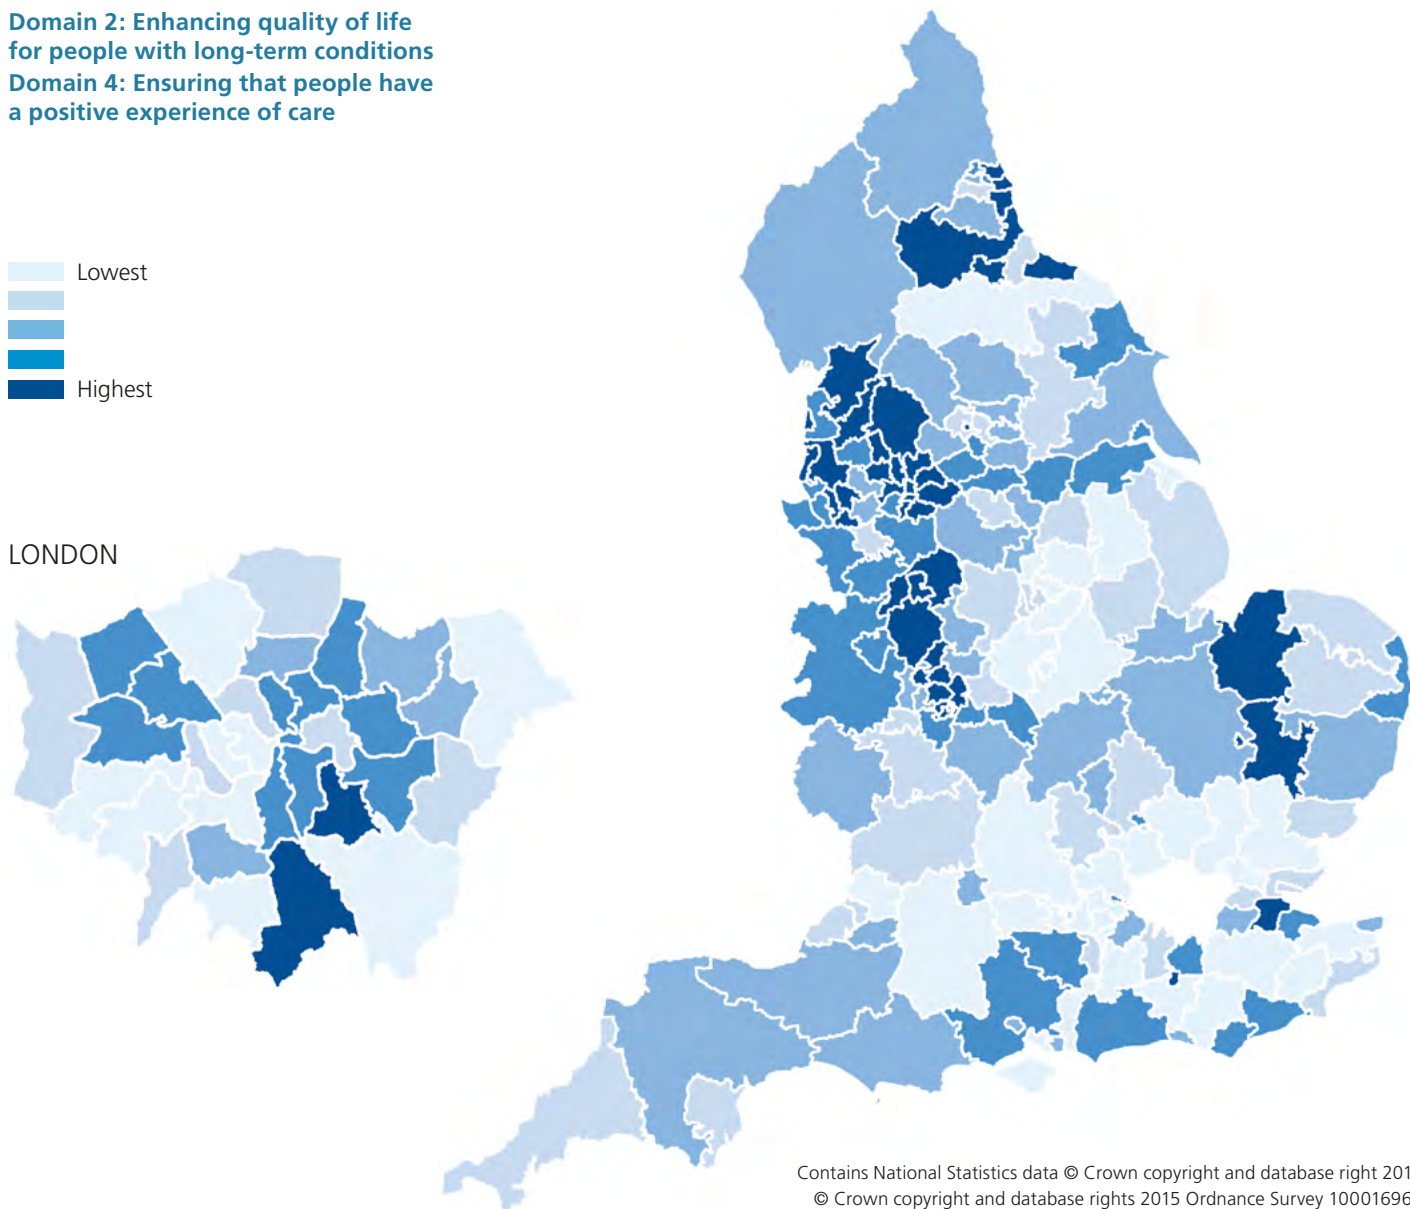 Domain 2: Enhancing quality of life
for people with long-term conditions
Domain 4: Ensuring that people have
a positive experience of care
Lowest
Highest
LONDON
Contains National Statistics data © Crown copyright and database right 201
© Crown copyright and database rights 2015 Ordnance Survey 10001696